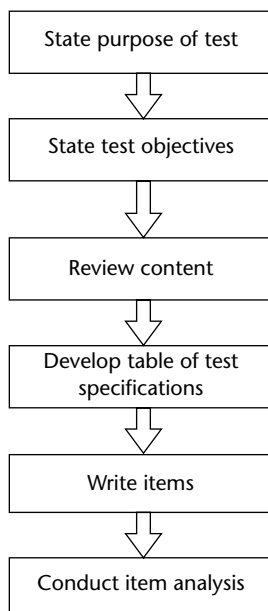 State purpose of test
State test objectives
Review content
Develop table of test
specifications
Write items
Conduct item analysis